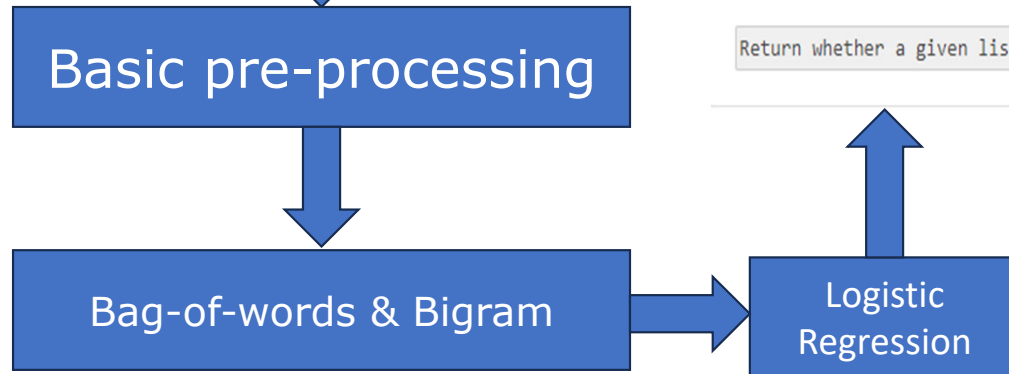 Basic pre-processing
Return whether a given lis
Bag-of-words & Bigram
Logistic
Regression